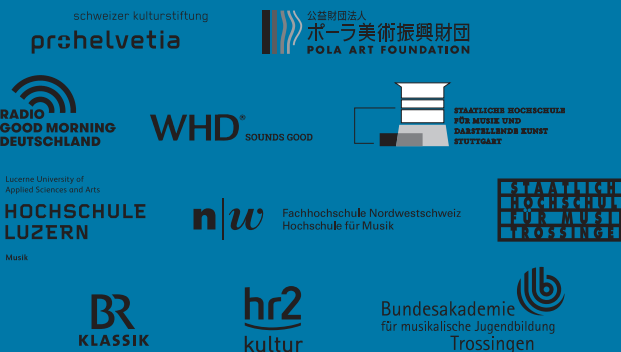 schweizer kulturstiftung
prohelvetia
公益財団法人
ポーラ美術振興財団
POLA ART FOUNDATION
RADIO
GOOD MORNING
DEUTSCHLAND
WHD® SOUNDS GOOD
STAATLICHE HOCHSCHULE
FÜR MUSIK UND
DARSTELLENDE KUNST
STUTTGART
Lucerne University of
Applied Sciences and Arts
HOCHSCHULE
LUZERN
Musik
n|w
Fachhochschule Nordwestschweiz
Hochschule für Musik
STAATLICH
HOCHSCHUL
FÜR MUSI
TROSSINGE
BR
KLASSIK
hr2
kultur
Bundesakademie
für musikalische Jugendbildung
Trossingen